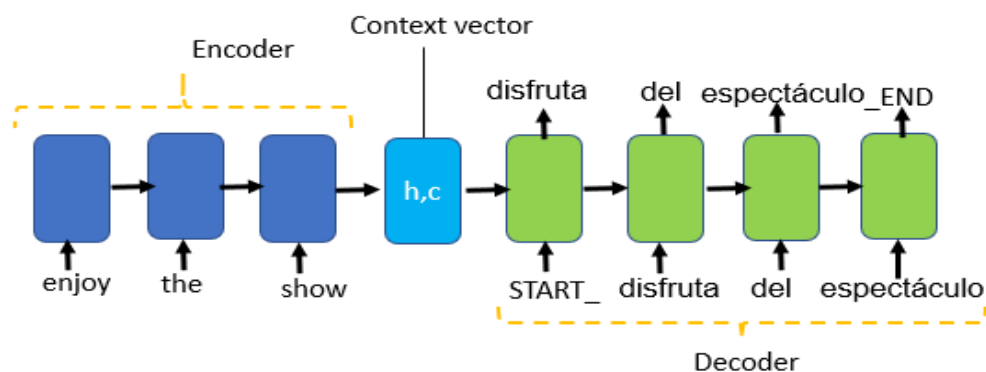 Context vector
Encoder
disfruta del espectáculo_END
h,c
enjoy the show
START_ disfruta del espectáculo
Decoder